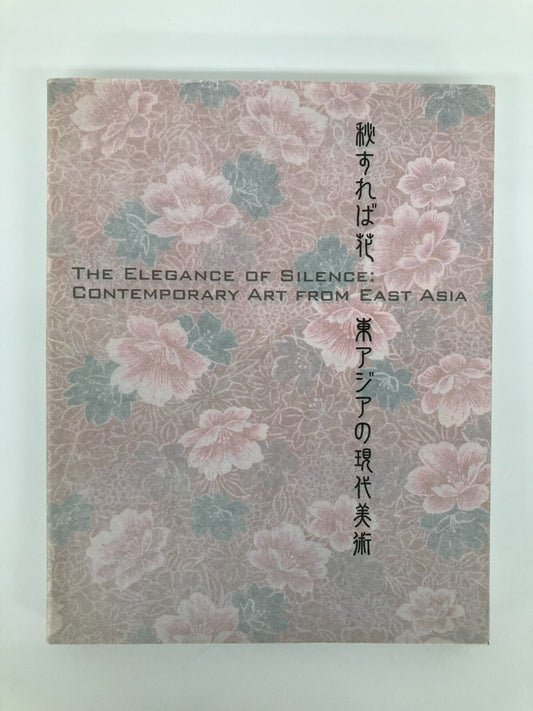 秘すれば花
東アジアの現代美術
THE ELEGANCE OF SILENCE:
CONTEMPORARY ART FROM EAST ASIA